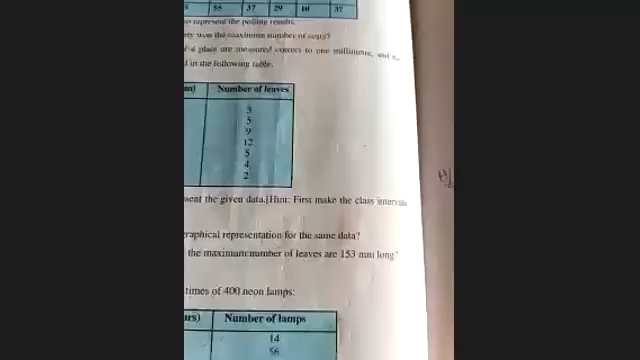 55 37 29 10 37
represent the polling results.
won the maximum number of seats?
plant are measured correct to one millimetre, and
d in the following table.
Number of leaves
3
5
9
12
5
4
2
sent the given data.[Hint: First make the class intervals
graphical representation for the same data?
the maximum number of leaves are 153 mm long
times of 400 neon lamps:
Number of lamps
14
56